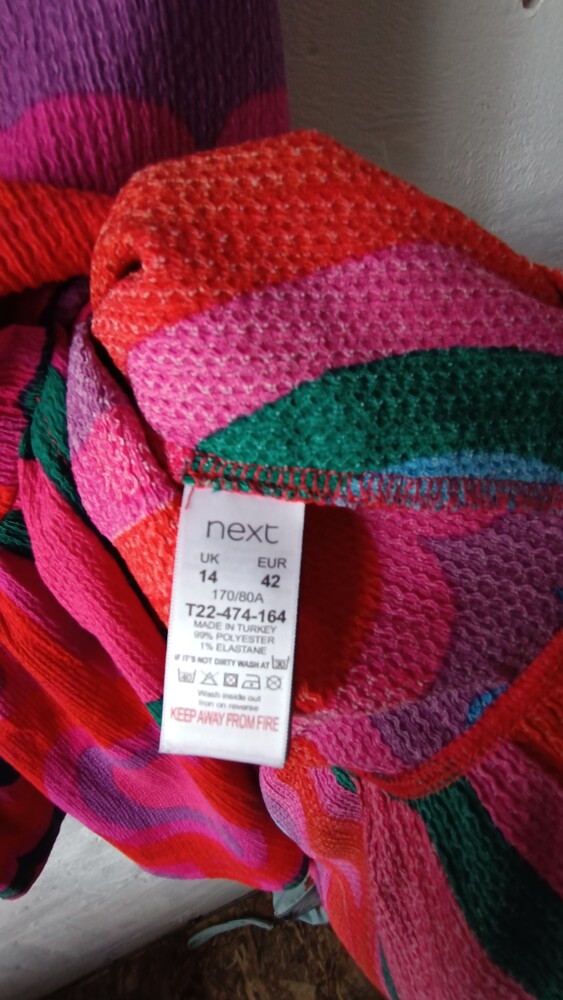 next
UK EUR
14 42
170/80A
T22-474-164
MADE IN TURKEY
99% POLYESTER
1% ELASTANE
IF IT'S NOT DIRTY WASH AT 30
40
Wash inside out
Iron on reverse
KEEP AWAY FROM FIRE